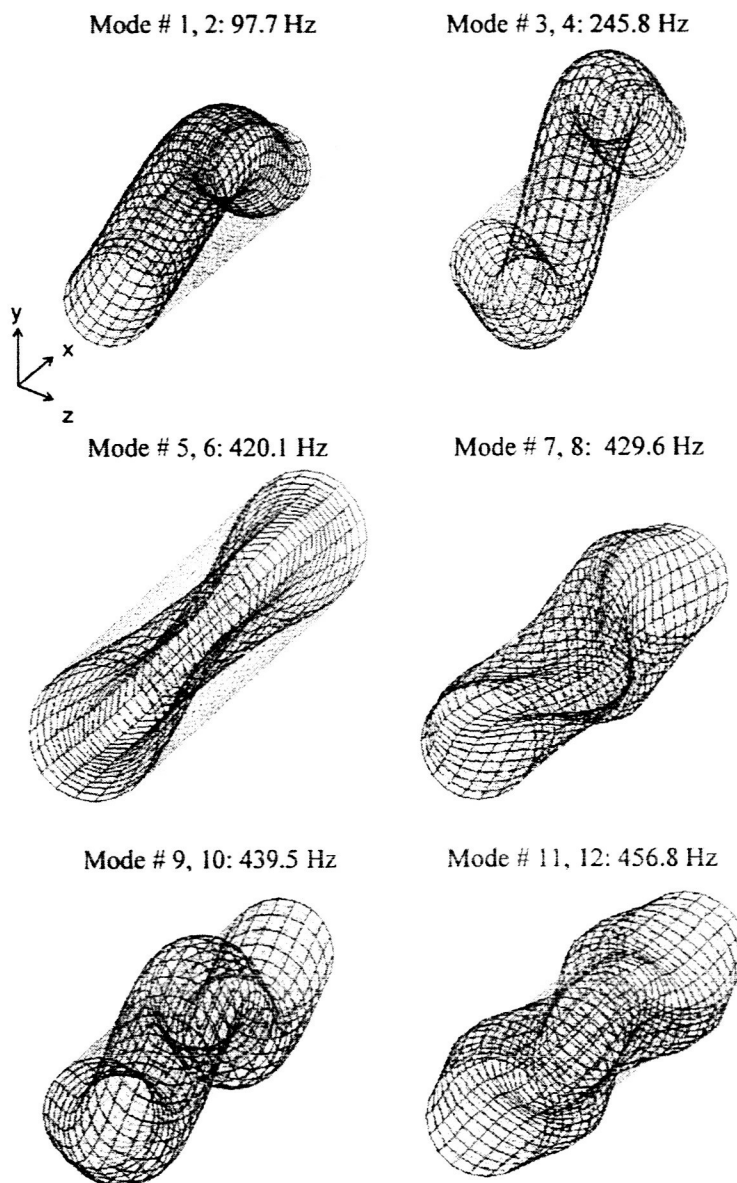 Mode # 1, 2: 97.7 Hz
Mode # 3, 4: 245.8 Hz
y
x
z
Mode # 5, 6: 420.1 Hz
Mode # 7, 8: 429.6 Hz
Mode # 9, 10: 439.5 Hz
Mode # 11, 12: 456.8 Hz